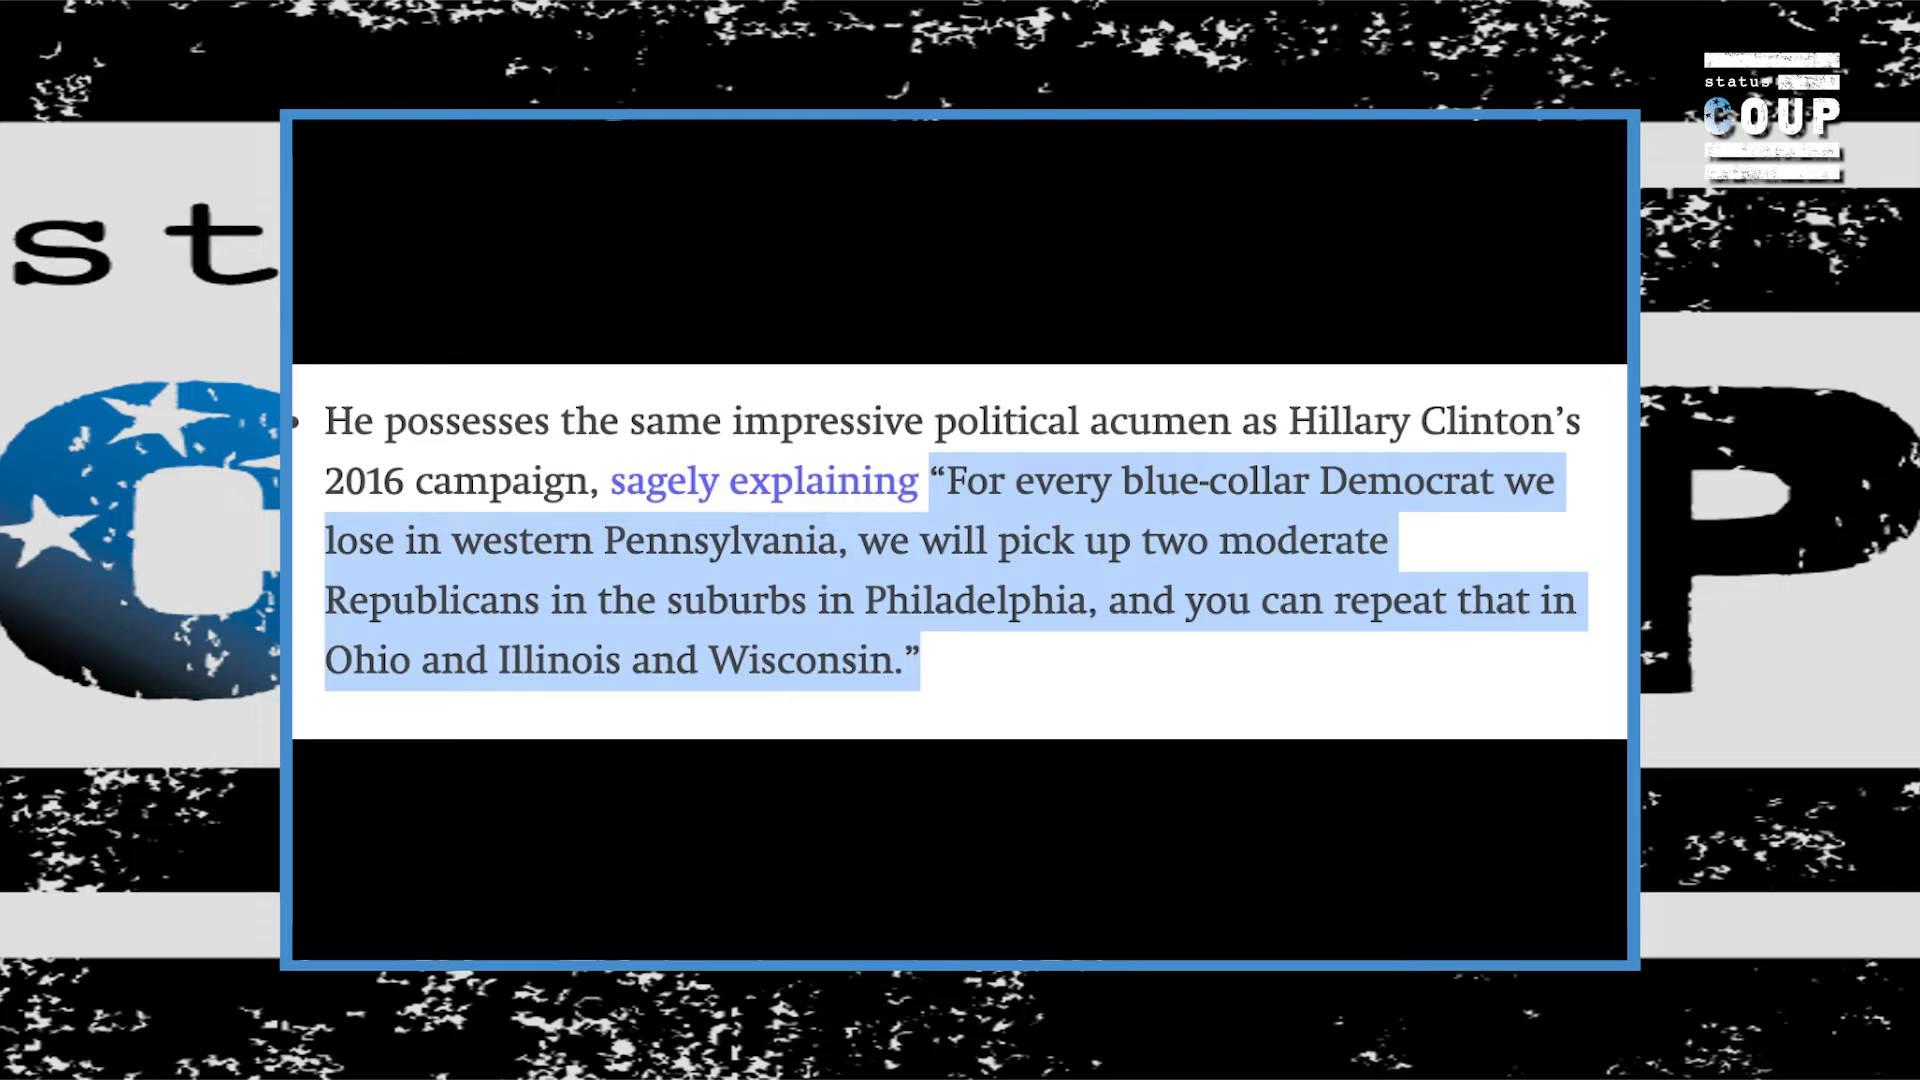 status
COUP
st
C
P
• He possesses the same impressive political acumen as Hillary Clinton’s
2016 campaign, sagely explaining “For every blue-collar Democrat we
lose in western Pennsylvania, we will pick up two moderate
Republicans in the suburbs in Philadelphia, and you can repeat that in
Ohio and Illinois and Wisconsin.”